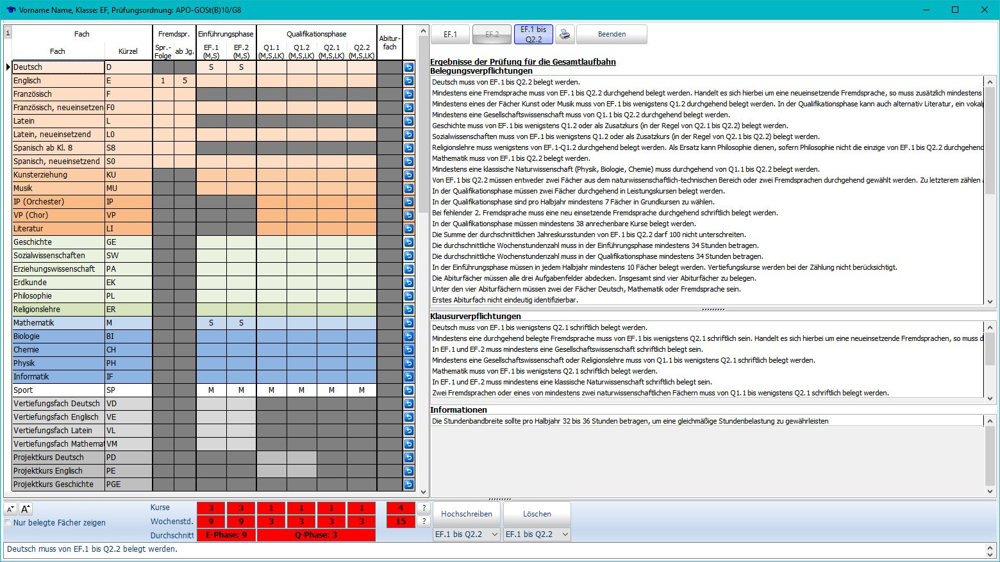 Vorname Name, Klasse: EF, Prüfungsordnung: APO-GOSt(B)10/G8
i Fach Fremdspr. Einführungsphase Qualifikationsphase Abitur-fach
Fach Kürzel Spr.-Folge ab Jg. EF.1 (M,S) EF.2 (M,S) Q1.1 (M,S,LK) Q1.2 (M,S,LK) Q2.1 (M,S,LK) Q2.2 (M,S,LK)
Deutsch D S S
Englisch E 1 5
Französisch F
Französisch, neueinsetzen F0
Latein L
Latein, neueinsetzend L0
Spanisch ab Kl. 8 S8
Spanisch, neueinsetzend S0
Kunsterziehung KU
Musik MU
IP (Orchester) IP
VP (Chor) VP
Literatur LI
Geschichte GE
Sozialwissenschaften SW
Erziehungswissenschaft PA
Erdkunde EK
Philosophie PL
Religionslehre ER
Mathematik M S S
Biologie BI
Chemie CH
Physik PH
Informatik IF
Sport SP M M M M M M
Vertiefungsfach Deutsch VD
Vertiefungsfach Englisch VE
Vertiefungsfach Latein VL
Vertiefungsfach Mathemat VM
Projektkurs Deutsch PD
Projektkurs Englisch PE
Projektkurs Geschichte PGE
EF.1 EF.2 EF.1 bis Q2.2 Beenden
Ergebnisse der Prüfung für die Gesamtlaufbahn
Belegungsverpflichtungen
Deutsch muss von EF.1 bis Q2.2 belegt werden.
Mindestens eine Fremdsprache muss von EF.1 bis Q2.2 durchgehend belegt werden. Handelt es sich hierbei um eine neueinsetzende Fremdsprache, so muss zusätzlich mindestens
Mindestens eines der Fächer Kunst oder Musik muss von EF.1 bis wenigstens Q1.2 durchgehend belegt werden. In der Qualifikationsphase kann auch alternativ Literatur, ein vokalp
Mindestens eine Gesellschaftswissenschaft muss von Q1.1 bis Q2.2 durchgehend belegt werden.
Geschichte muss von EF.1 bis wenigstens Q1.2 oder als Zusatzkurs (in der Regel von Q2.1 bis Q2.2) belegt werden.
Sozialwissenschaften muss von EF.1 bis wenigstens Q1.2 oder als Zusatzkurs (in der Regel von Q2.1 bis Q2.2) belegt werden.
Religionslehre muss wenigstens von EF.1-Q1.2 durchgehend belegt werden. Als Ersatz kann Philosophie dienen, sofern Philosophie nicht die einzige von EF.1 bis Q2.2 durchgehend
Mathematik muss von EF.1 bis Q2.2 belegt werden.
Mindestens eine klassische Naturwissenschaft (Physik, Biologie, Chemie) muss durchgehend von Q1.1 bis Q2.2 belegt werden.
Von EF.1 bis Q2.2 müssen entweder zwei Fächer aus dem naturwissenschaftlich-technischen Bereich oder zwei Fremdsprachen durchgehend gewählt werden. Zu letzterem zählen
In der Qualifikationsphase müssen zwei Fächer durchgehend in Leistungskursen belegt werden.
In der Qualifikationsphase sind pro Halbjahr mindestens 7 Fächer in Grundkursen zu wählen.
Bei fehlender 2. Fremdsprache muss eine neu einsetzende Fremdsprache durchgehend schriftlich belegt werden.
In der Qualifikationsphase müssen mindestens 38 anrechenbare Kurse belegt werden.
Die Summe der durchschnittlichen Jahreskursstunden von EF.1 bis Q2.2 darf 100 nicht unterschreiten.
Die durchschnittliche Wochenstundenzahl muss in der Einführungsphase mindestens 34 Stunden betragen.
Die durchschnittliche Wochenstundenzahl muss in der Qualifikationsphase mindestens 34 Stunden betragen.
In der Einführungsphase müssen in jedem Halbjahr mindestens 10 Fächer belegt werden. Vertiefungskurse werden bei der Zählung nicht berücksichtigt.
Die Abiturfächer müssen alle drei Aufgabenfelder abdecken. Insgesamt sind vier Abiturfächer zu belegen.
Unter den vier Abiturfächern müssen zwei der Fächer Deutsch, Mathematik oder Fremdsprache sein.
Erstes Abiturfach nicht eindeutig identifizierbar.
Klausurverpflichtungen
Deutsch muss von EF.1 bis wenigstens Q2.1 schriftlich belegt werden.
Mindestens eine durchgehend belegte Fremdsprache muss von EF.1 bis wenigstens Q2.1 schriftlich sein. Handelt es sich hierbei um eine neueinsetzende Fremdsprachen, so muss d
In EF.1 und EF.2 muss mindestens eine Gesellschaftswissenschaft schriftlich belegt sein.
Mindestens eine Gesellschaftswissenschaft oder Religionslehre muss von Q1.1 bis wenigstens Q2.1 schriftlich belegt werden.
Mathematik muss von EF.1 bis wenigstens Q2.1 schriftlich belegt werden.
In EF.1 und EF.2 muss mindestens eine klassische Naturwissenschaft schriftlich belegt sein.
Zwei Fremdsprachen oder eines von mindestens zwei naturwissenschaftlichen Fächern muss von Q1.1 bis wenigstens Q2.1 schriftlich belegt werden.
Informationen
Die Stundenbandbreite sollte pro Halbjahr 32 bis 36 Stunden betragen, um eine gleichmäßige Stundenbelastung zu gewährleisten
A A Kurse 3 3 1 1 1 1 4 ?
Nur belegte Fächer zeigen Wochenstd. 9 9 3 3 3 3 15 ?
Durchschnitt E-Phase: 9 Q-Phase: 3
Hochschreiben Löschen
EF.1 bis Q2.2 EF.1 bis Q2.2
Deutsch muss von EF.1 bis Q2.2 belegt werden.